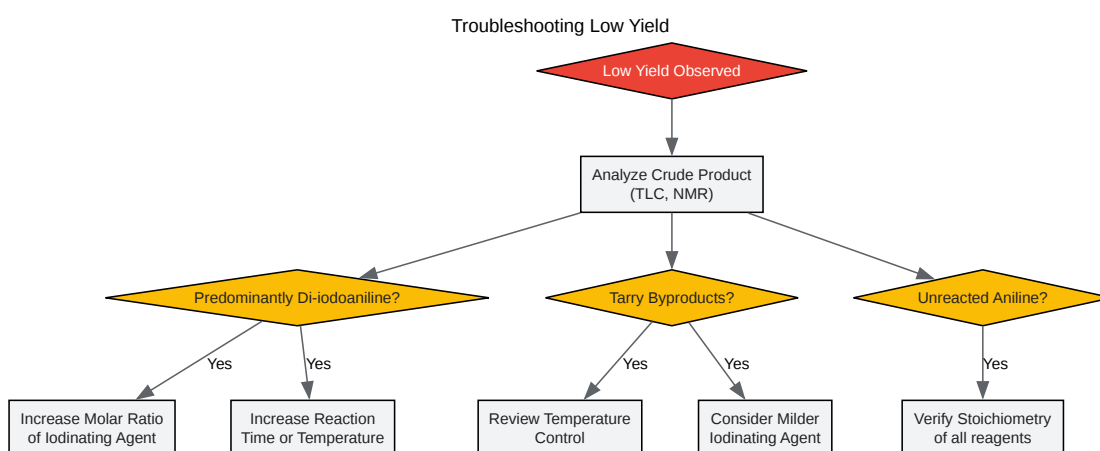 Troubleshooting Low Yield
Low Yield Observed
Analyze Crude Product
(TLC, NMR)
Predominantly Di-iodoaniline?
Tarry Byproducts?
Unreacted Aniline?
Yes
Yes
Yes
Yes
Yes
Increase Molar Ratio
of Iodinating Agent
Increase Reaction
Time or Temperature
Review Temperature
Control
Consider Milder
Iodinating Agent
Verify Stoichiometry
of all reagents